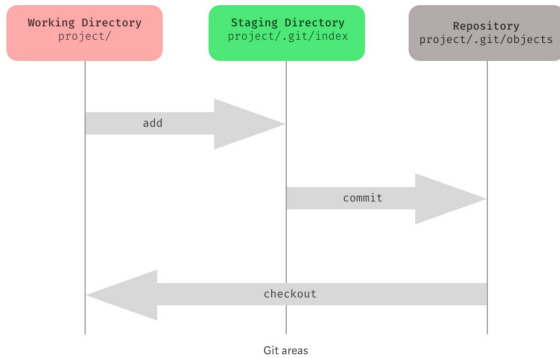 Working Directory
project/
Staging Directory
project/.git/index
Repository
project/.git/objects
add
commit
checkout
Git areas